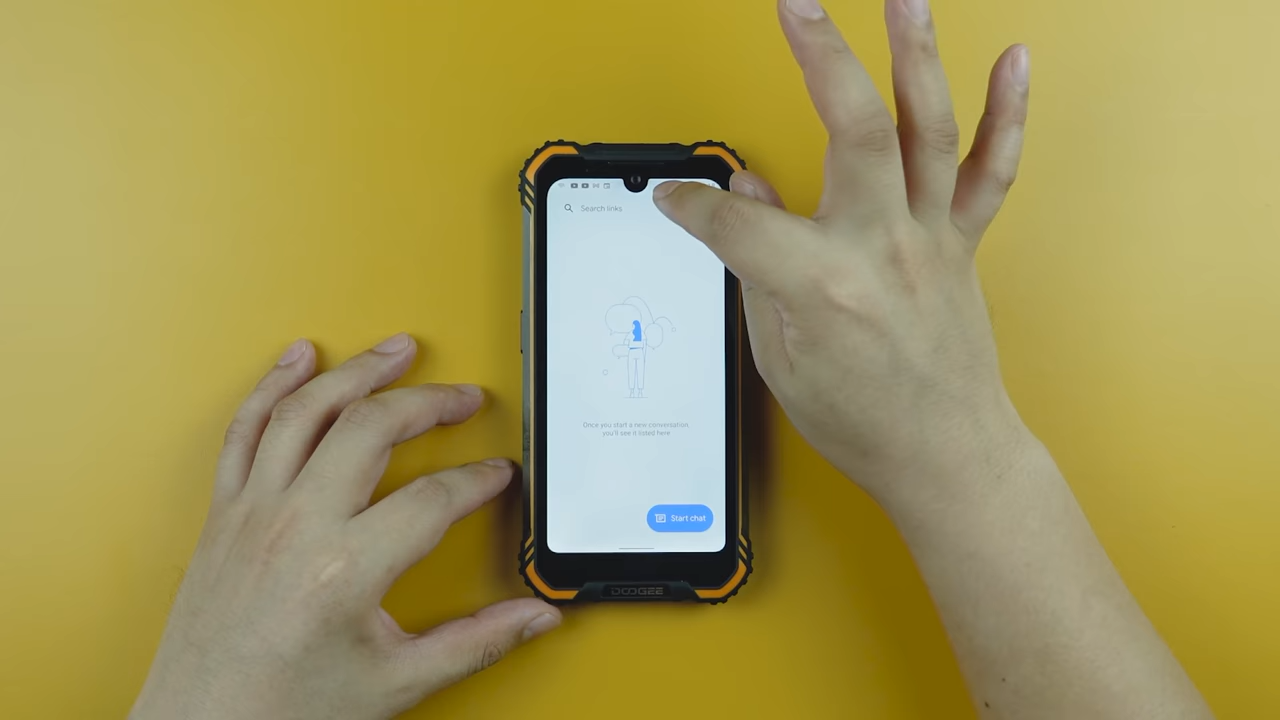 Search links
Once you start a new conversation,
you'll see it listed here
Start chat
DOOGEE